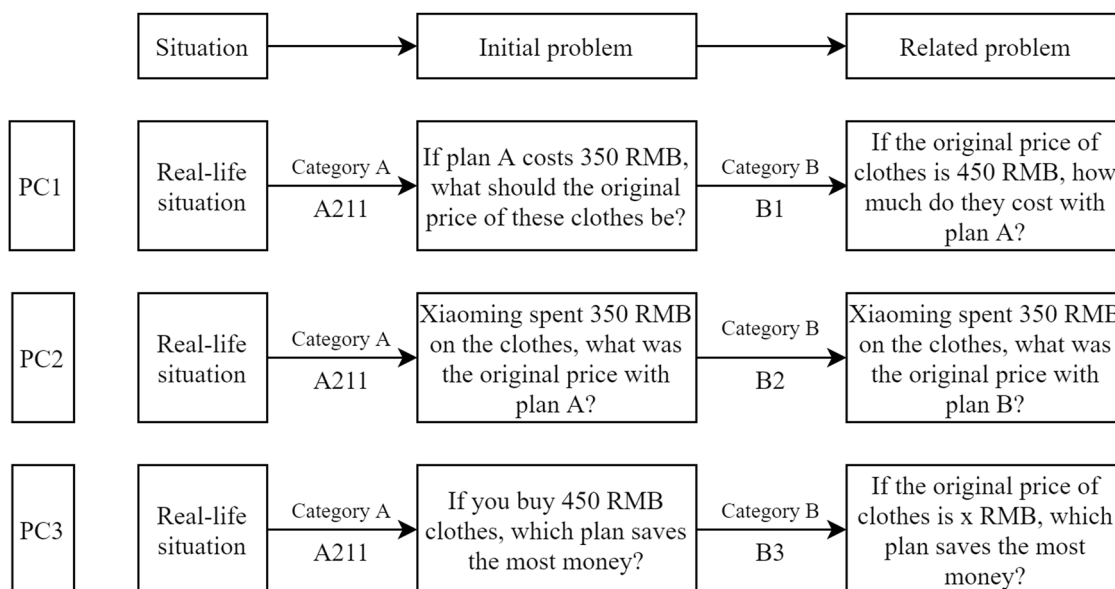 Situation
Initial problem
Related problem
PC1
Real-life
situation
Category A
A211
If plan A costs 350 RMB,
what should the original
price of these clothes be?
Category B
B1
If the original price of
clothes is 450 RMB, how
much do they cost with
plan A?
PC2
Real-life
situation
Category A
A211
Xiaoming spent 350 RMB
on the clothes, what was
the original price with
plan A?
Category B
B2
Xiaoming spent 350 RMB
on the clothes, what was
the original price with
plan B?
PC3
Real-life
situation
Category A
A211
If you buy 450 RMB
clothes, which plan saves
the most money?
Category B
B3
If the original price of
clothes is x RMB, which
plan saves the most
money?